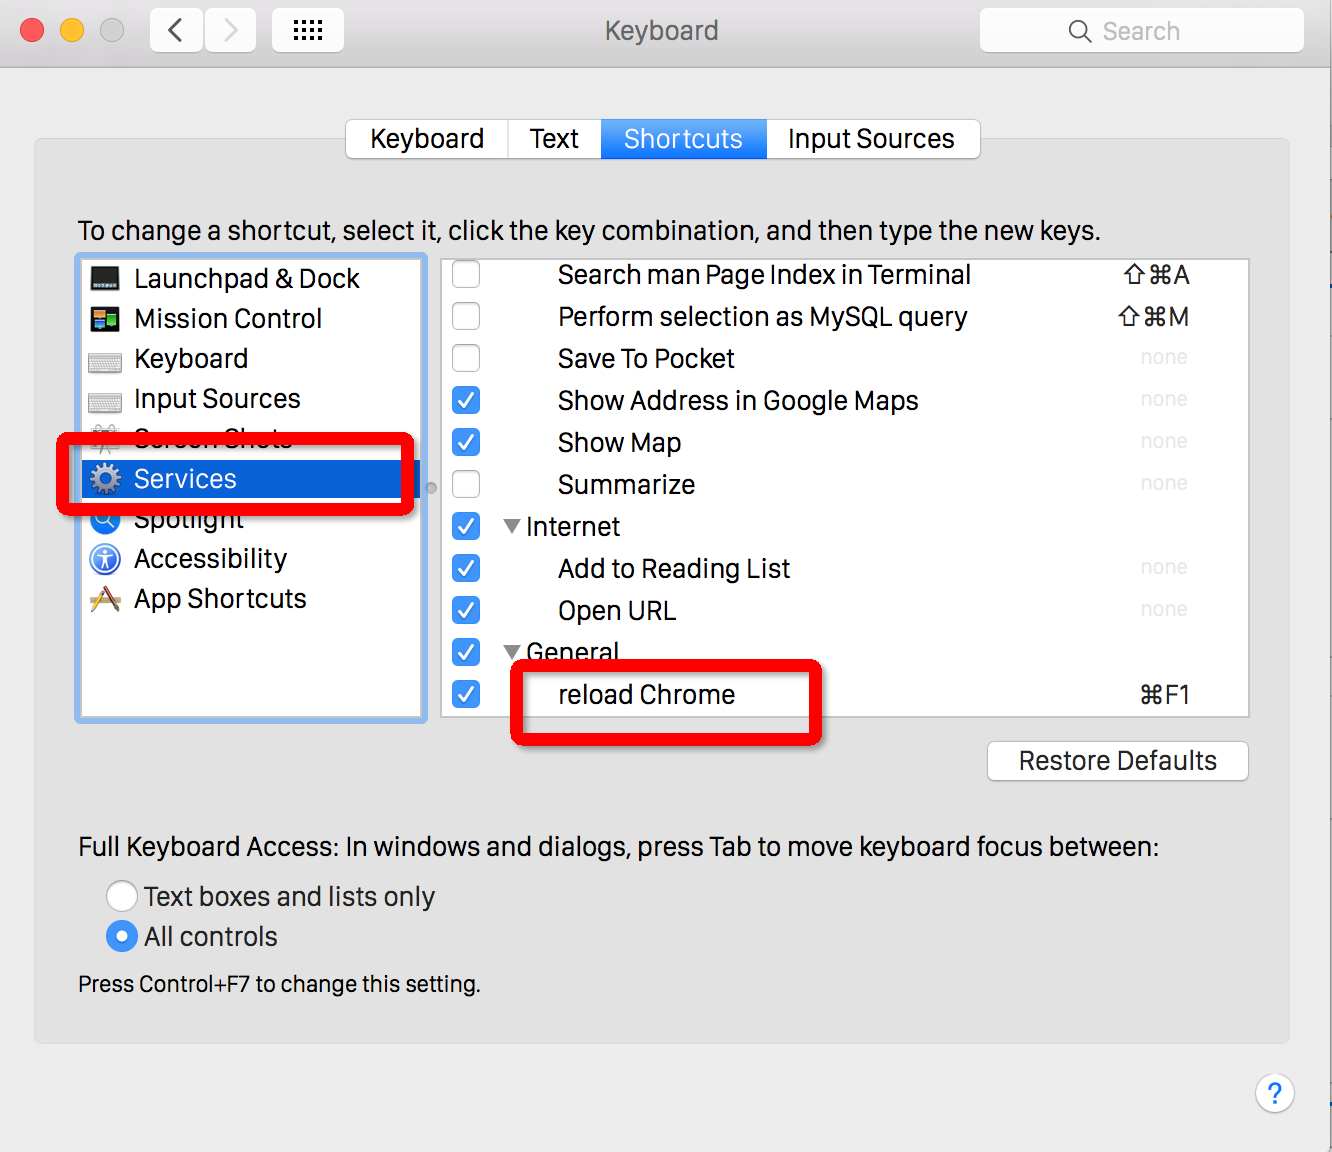 Keyboard
Search
Keyboard Text Shortcuts Input Sources
To change a shortcut, select it, click the key combination, and then type the new keys.
Launchpad & Dock
Mission Control
Keyboard
Input Sources
Screen Shots
Services
Spotlight
Accessibility
App Shortcuts
Search man Page Index in Terminal ⇧⌘A
Perform selection as MySQL query ⇧⌘M
Save To Pocket none
Show Address in Google Maps none
Show Map none
Summarize none
Internet
Add to Reading List none
Open URL none
General
reload Chrome ⌘F1
Restore Defaults
Full Keyboard Access: In windows and dialogs, press Tab to move keyboard focus between:
Text boxes and lists only
All controls
Press Control+F7 to change this setting.
?